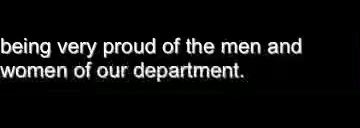 being very proud of the men and
women of our department.